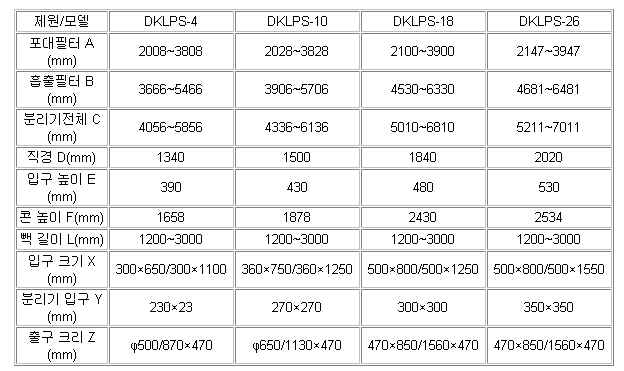 제원/모델 DKLPS-4 DKLPS-10 DKLPS-18 DKLPS-26
포대필터 A
(mm) 2008~3808 2028~3828 2100~3900 2147~3947
흡출필터 B
(mm) 3666~5466 3906~5706 4530~6330 4681~6481
분리기전체 C
(mm) 4056~5856 4336~6136 5010~6810 5211~7011
직경 D(mm) 1340 1500 1840 2020
입구 높이 E
(mm) 390 430 480 530
콘 높이 F(mm) 1658 1878 2430 2534
빽 길이 L(mm) 1200~3000 1200~3000 1200~3000 1200~3000
입구 크기 X
(mm) 300×650/300×1100 360×750/360×1250 500×800/500×1250 500×800/500×1550
분리기 입구 Y
(mm) 230×23 270×270 300×300 350×350
출구 크리 Z
(mm) φ500/870×470 φ650/1130×470 470×850/1560×470 470×850/1560×470